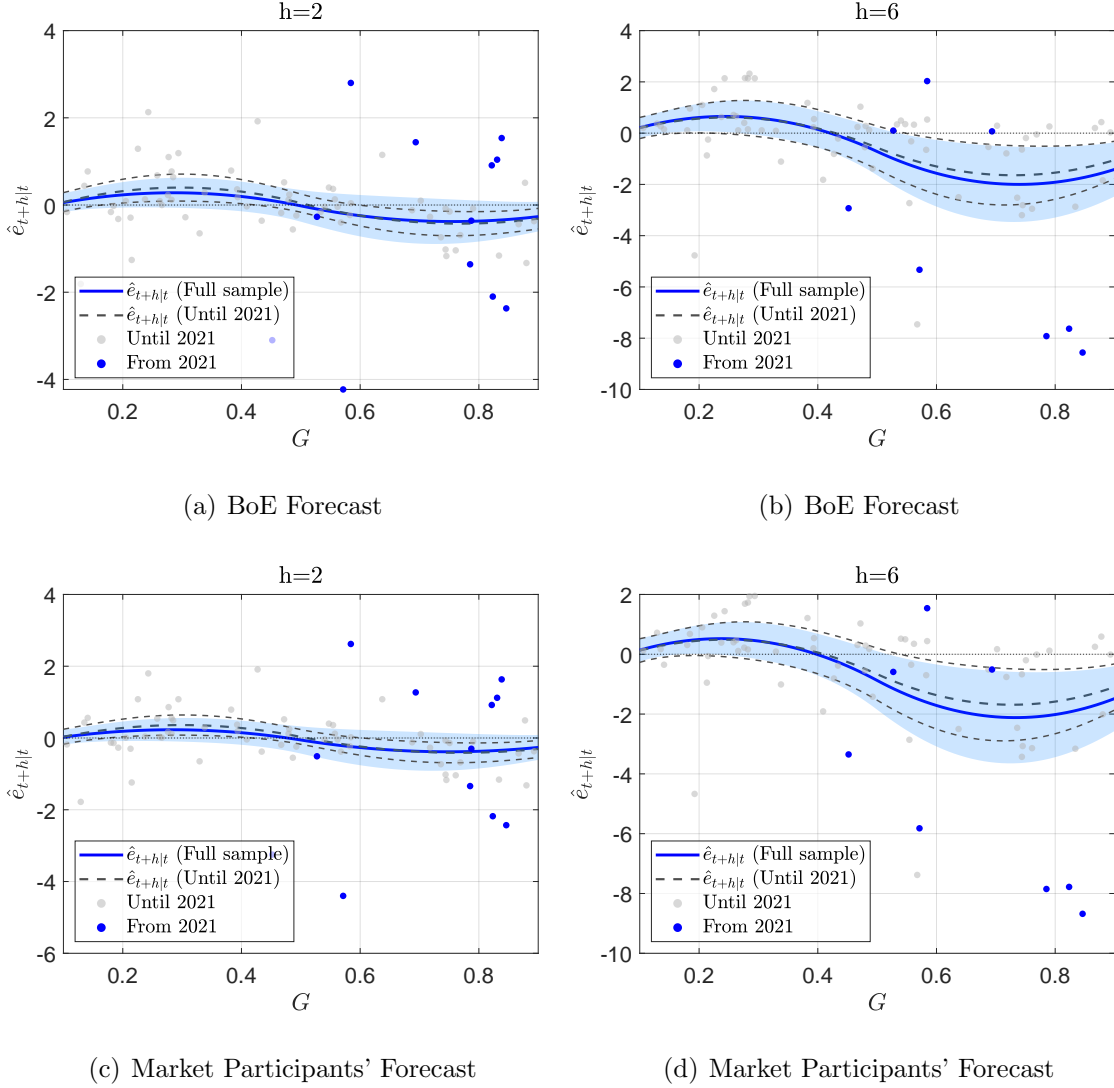 h=2
4
2
0
-2
-4
ê_{t+h|t}
ê_{t+h|t} (Full sample)
ê_{t+h|t} (Until 2021)
Until 2021
From 2021
0.2 0.4 0.6 0.8
G
(a) BoE Forecast
h=6
4
2
0
-2
-4
-6
-8
-10
ê_{t+h|t}
ê_{t+h|t} (Full sample)
ê_{t+h|t} (Until 2021)
Until 2021
From 2021
0.2 0.4 0.6 0.8
G
(b) BoE Forecast
h=2
4
2
0
-2
-4
-6
ê_{t+h|t}
ê_{t+h|t} (Full sample)
ê_{t+h|t} (Until 2021)
Until 2021
From 2021
0.2 0.4 0.6 0.8
G
(c) Market Participants' Forecast
h=6
2
0
-2
-4
-6
-8
-10
ê_{t+h|t}
ê_{t+h|t} (Full sample)
ê_{t+h|t} (Until 2021)
Until 2021
From 2021
0.2 0.4 0.6 0.8
G
(d) Market Participants' Forecast